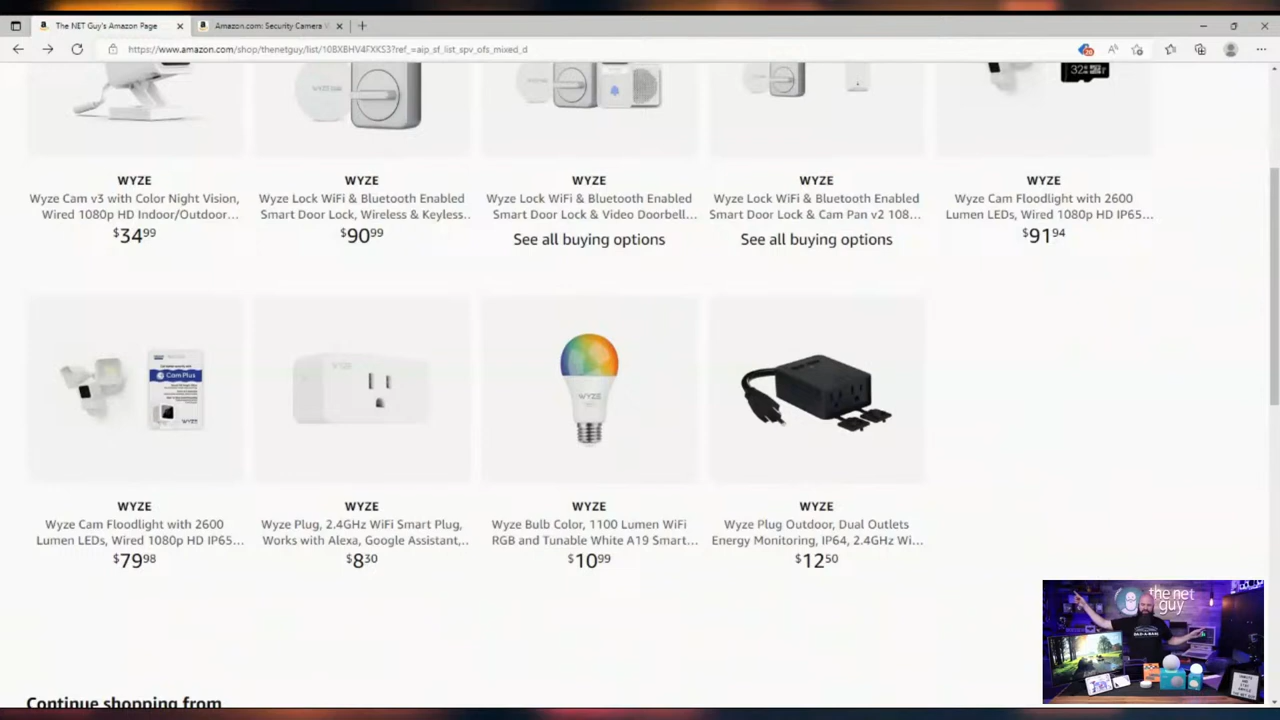 The NET Guy's Amazon Page
Amazon.com: Security Camera
https://www.amazon.com/shop/thenetguy/list/10BXBHV4FXKS3?ref_=aip_sf_list_spv_ofs_mixed_d
32
WYZE
Wyze Cam v3 with Color Night Vision,
Wired 1080p HD Indoor/Outdoor...
$34 99
WYZE
Wyze Lock WiFi & Bluetooth Enabled
Smart Door Lock, Wireless & Keyless...
$90 99
WYZE
Wyze Lock WiFi & Bluetooth Enabled
Smart Door Lock & Video Doorbell...
See all buying options
WYZE
Wyze Lock WiFi & Bluetooth Enabled
Smart Door Lock & Cam Pan v2 108...
See all buying options
WYZE
Wyze Cam Floodlight with 2600
Lumen LEDs, Wired 1080p HD IP65...
$91 94
Cam Plus
WYZE
WYZE
Wyze Cam Floodlight with 2600
Lumen LEDs, Wired 1080p HD IP65...
$79 98
WYZE
WYZE
Wyze Plug, 2.4GHz WiFi Smart Plug,
Works with Alexa, Google Assistant,...
$8 30
WYZE
WYZE
Wyze Bulb Color, 1100 Lumen WiFi
RGB and Tunable White A19 Smart...
$10 99
WYZE
Wyze Plug Outdoor, Dual Outlets
Energy Monitoring, IP64, 2.4GHz Wi...
$12 50
the net
guy
Continue shopping from